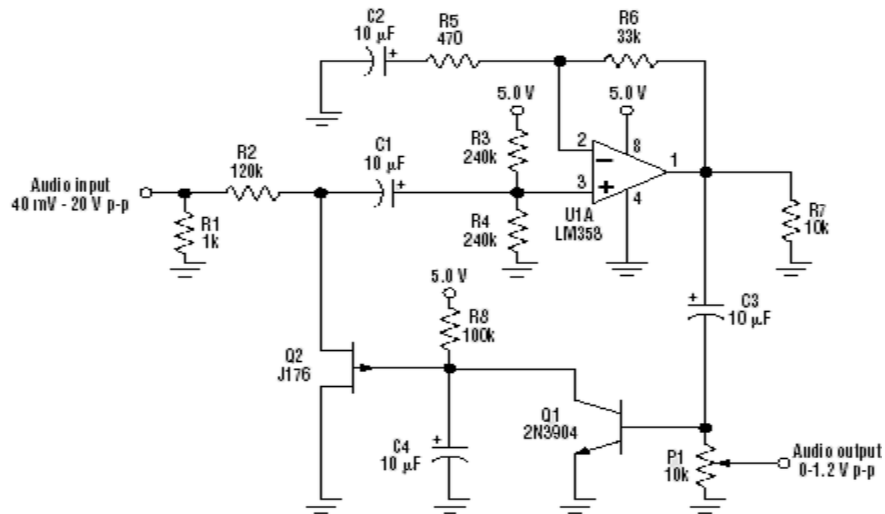 C2
10 µF
+
R5
470
R6
33k
5.0 V
5.0 V
R2
120k
C1
10 µF
+
R3
240k
2
8
1
3
4
U1A
LM358
Audio input
40 mV - 20 V p-p
R1
1k
R4
240k
R7
10k
5.0 V
R8
100k
+
C3
10 µF
Q2
J176
Q1
2N3904
+
C4
10 µF
P1
10k
Audio output
0-1.2 V p-p